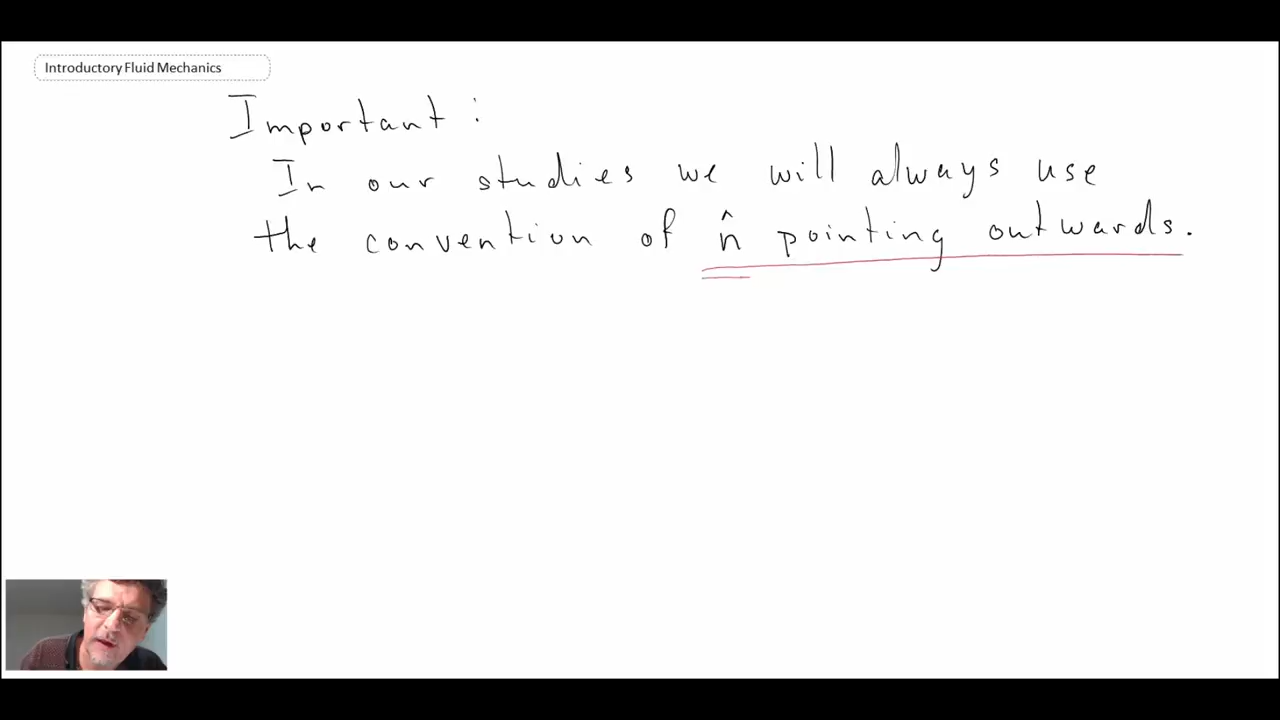 Introductory Fluid Mechanics
Important :
In our studies we will always use
the convention of n̂ pointing outwards.